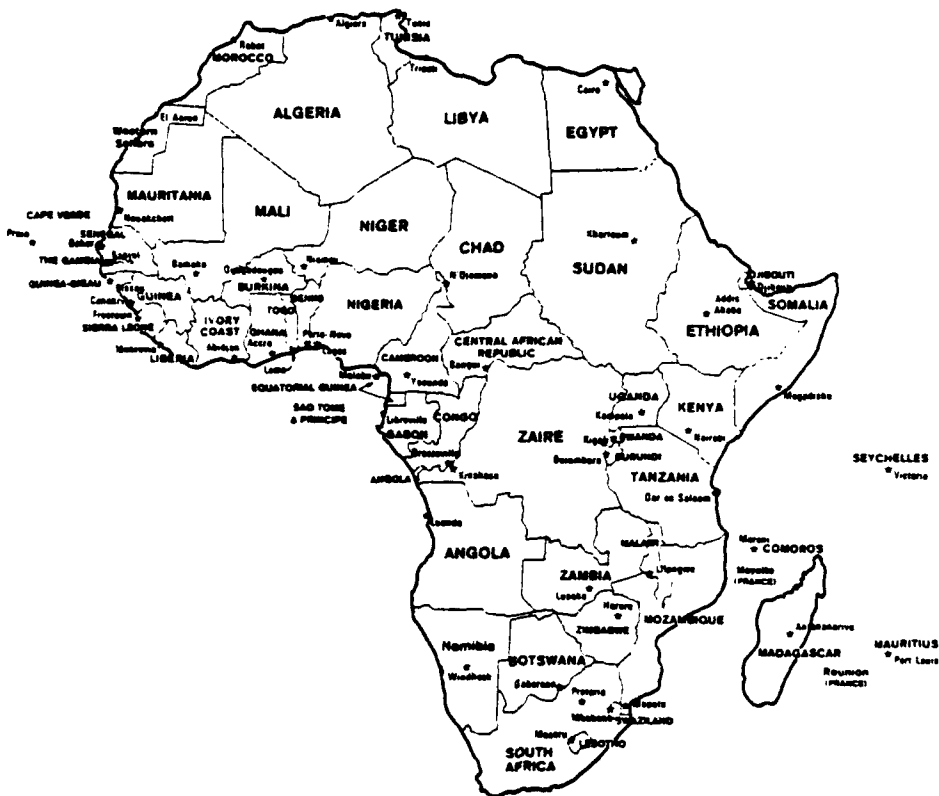 Algiers
Tunis
TUNISIA
Rabat
MOROCCO
Tripoli
Cairo
ALGERIA
LIBYA
EGYPT
El Aaron
Western
Sahara
MAURITANIA
Nouakchott
MALI
NIGER
CHAD
SUDAN
Khartoum
CAPE VERDE
Praia
SENEGAL
Dakar
THE GAMBIA
Banjul
Bamako
Ouagadougou
Niamey
N'Djamena
DJIBOUTI
Djibouti
GUINEA-BISSAU
Bissau
GUINEA
Conakry
Freetown
SIERRA LEONE
BURKINA
BENIN
TOGO
NIGERIA
Addis
Ababa
SOMALIA
ETHIOPIA
IVORY
COAST
GHANA
Accra
Porto-Novo
Lagos
Monrovia
LIBERIA
Abidjan
Lome
CENTRAL AFRICAN
REPUBLIC
CAMEROON
Bangui
Malabo
Yaounde
EQUATORIAL GUINEA
SAO TOME
& PRINCIPE
UGANDA
Kampala
KENYA
Mogadishu
Libreville
GABON
CONGO
ZAIRE
Kigali
RWANDA
Nairobi
Brazzaville
Bujumbura
BURUNDI
SEYCHELLES
Victoria
ANGOLA
Kinshasa
TANZANIA
Dar es Salaam
Luanda
ANGOLA
MALAWI
Moroni
COMOROS
Mayotte
(FRANCE)
ZAMBIA
Lusaka
Lilongwe
Harare
ZIMBABWE
MOZAMBIQUE
Antananarivo
MADAGASCAR
MAURITIUS
Port Louis
Reunion
(FRANCE)
Namibia
Windhoek
BOTSWANA
Gaborone
Pretoria
Maputo
Mbabane
SWAZILAND
Maseru
LESOTHO
SOUTH
AFRICA